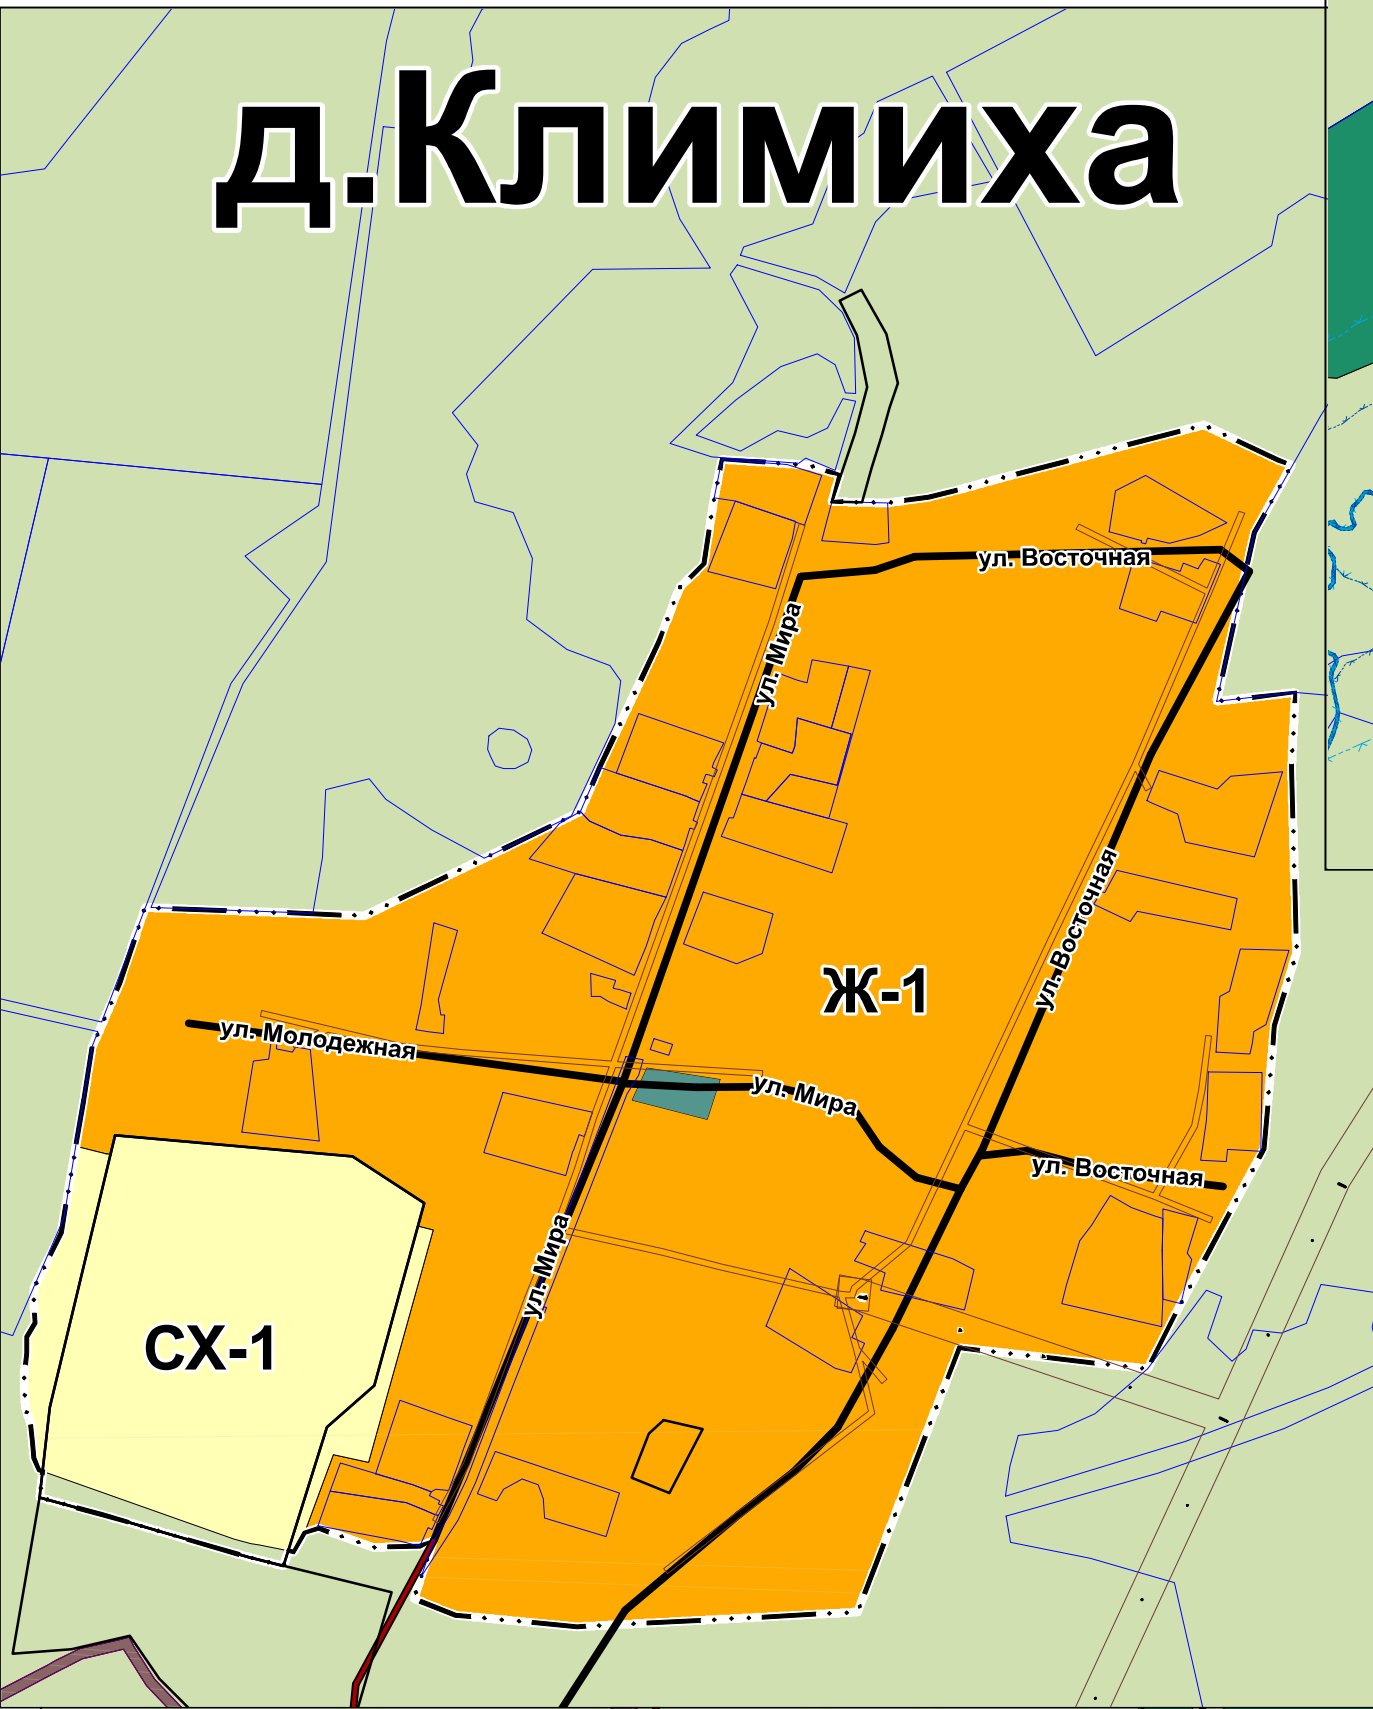 д.Климиха
ул. Восточная
ул. Мира
ул. Восточная
Ж-1
ул. Молодежная
ул. Мира
ул. Восточная
ул. Мира
СХ-1